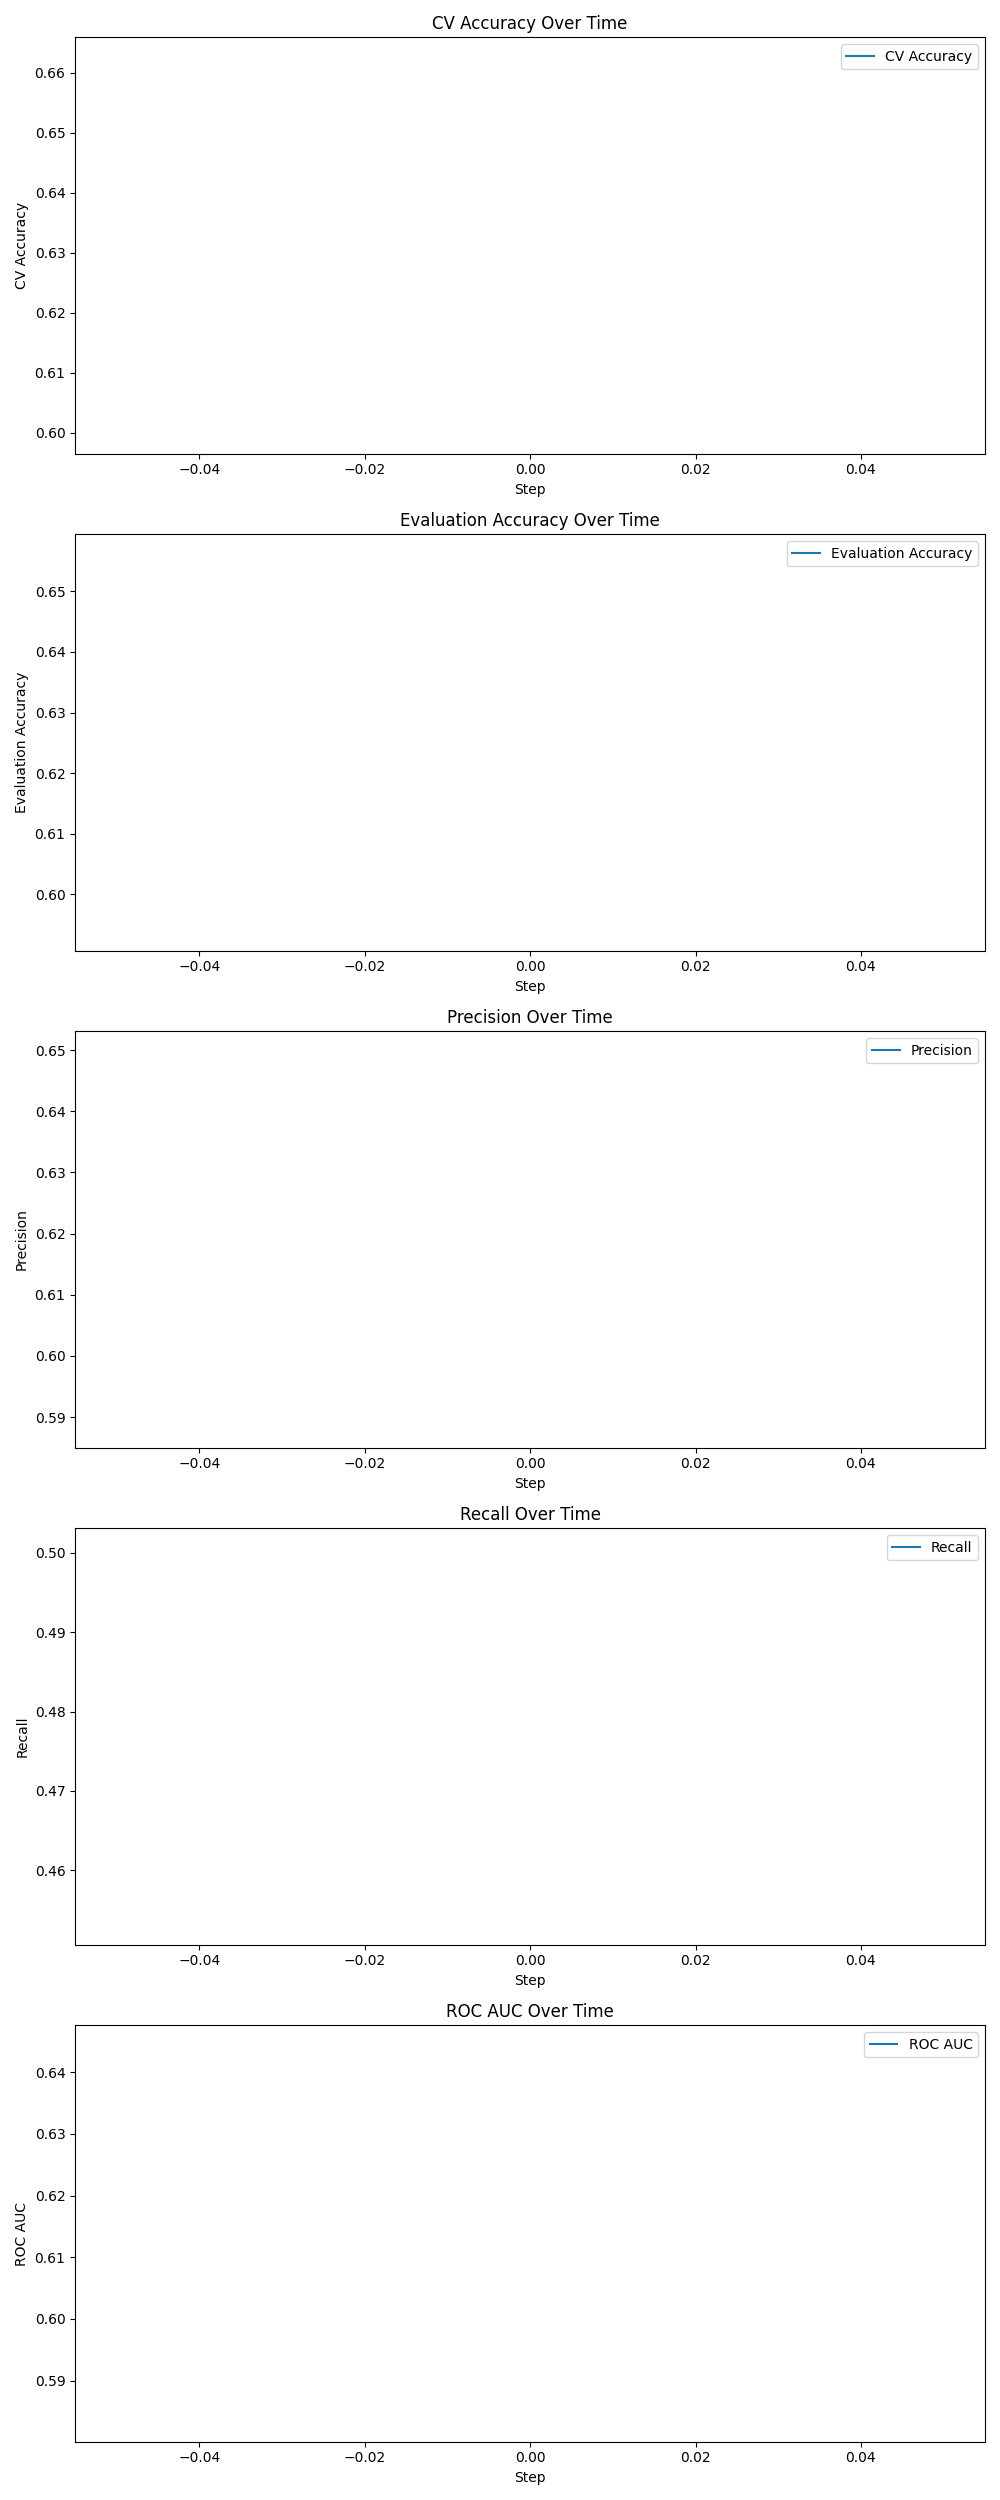 CV Accuracy Over Time
CV Accuracy
0.66
0.65
0.64
0.63
0.62
0.61
0.60
CV Accuracy
−0.04 −0.02 0.00 0.02 0.04
Step
Evaluation Accuracy Over Time
Evaluation Accuracy
0.65
0.64
0.63
0.62
0.61
0.60
Evaluation Accuracy
−0.04 −0.02 0.00 0.02 0.04
Step
Precision Over Time
Precision
0.65
0.64
0.63
0.62
0.61
0.60
0.59
Precision
−0.04 −0.02 0.00 0.02 0.04
Step
Recall Over Time
Recall
0.50
0.49
0.48
0.47
0.46
Recall
−0.04 −0.02 0.00 0.02 0.04
Step
ROC AUC Over Time
ROC AUC
0.64
0.63
0.62
0.61
0.60
0.59
ROC AUC
−0.04 −0.02 0.00 0.02 0.04
Step